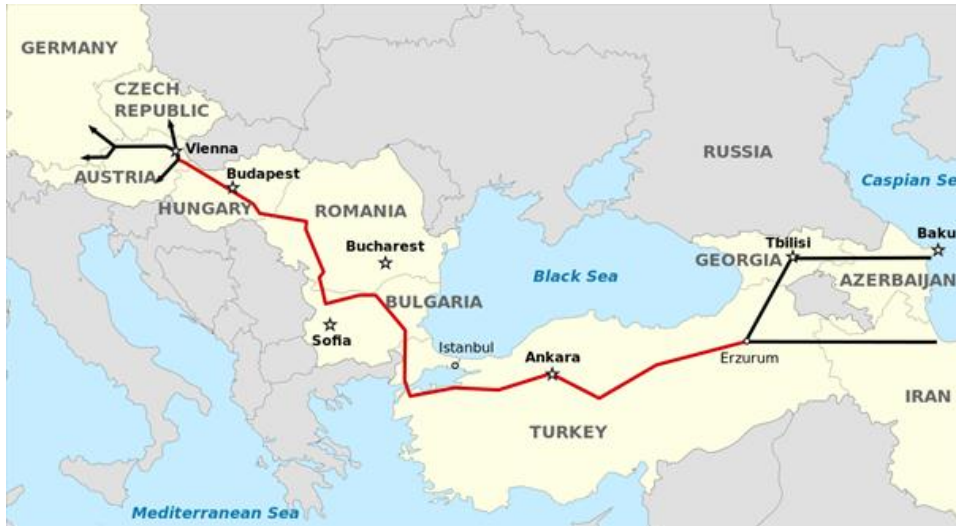 GERMANY
CZECH
REPUBLIC
Vienna
AUSTRIA
Budapest
HUNGARY
ROMANIA
Bucharest
BULGARIA
Sofia
Istanbul
Ankara
TURKEY
Black Sea
RUSSIA
Caspian Se
Tbilisi
Baku
GEORGIA
AZERBAIJAN
Erzurum
IRAN
Mediterranean Sea